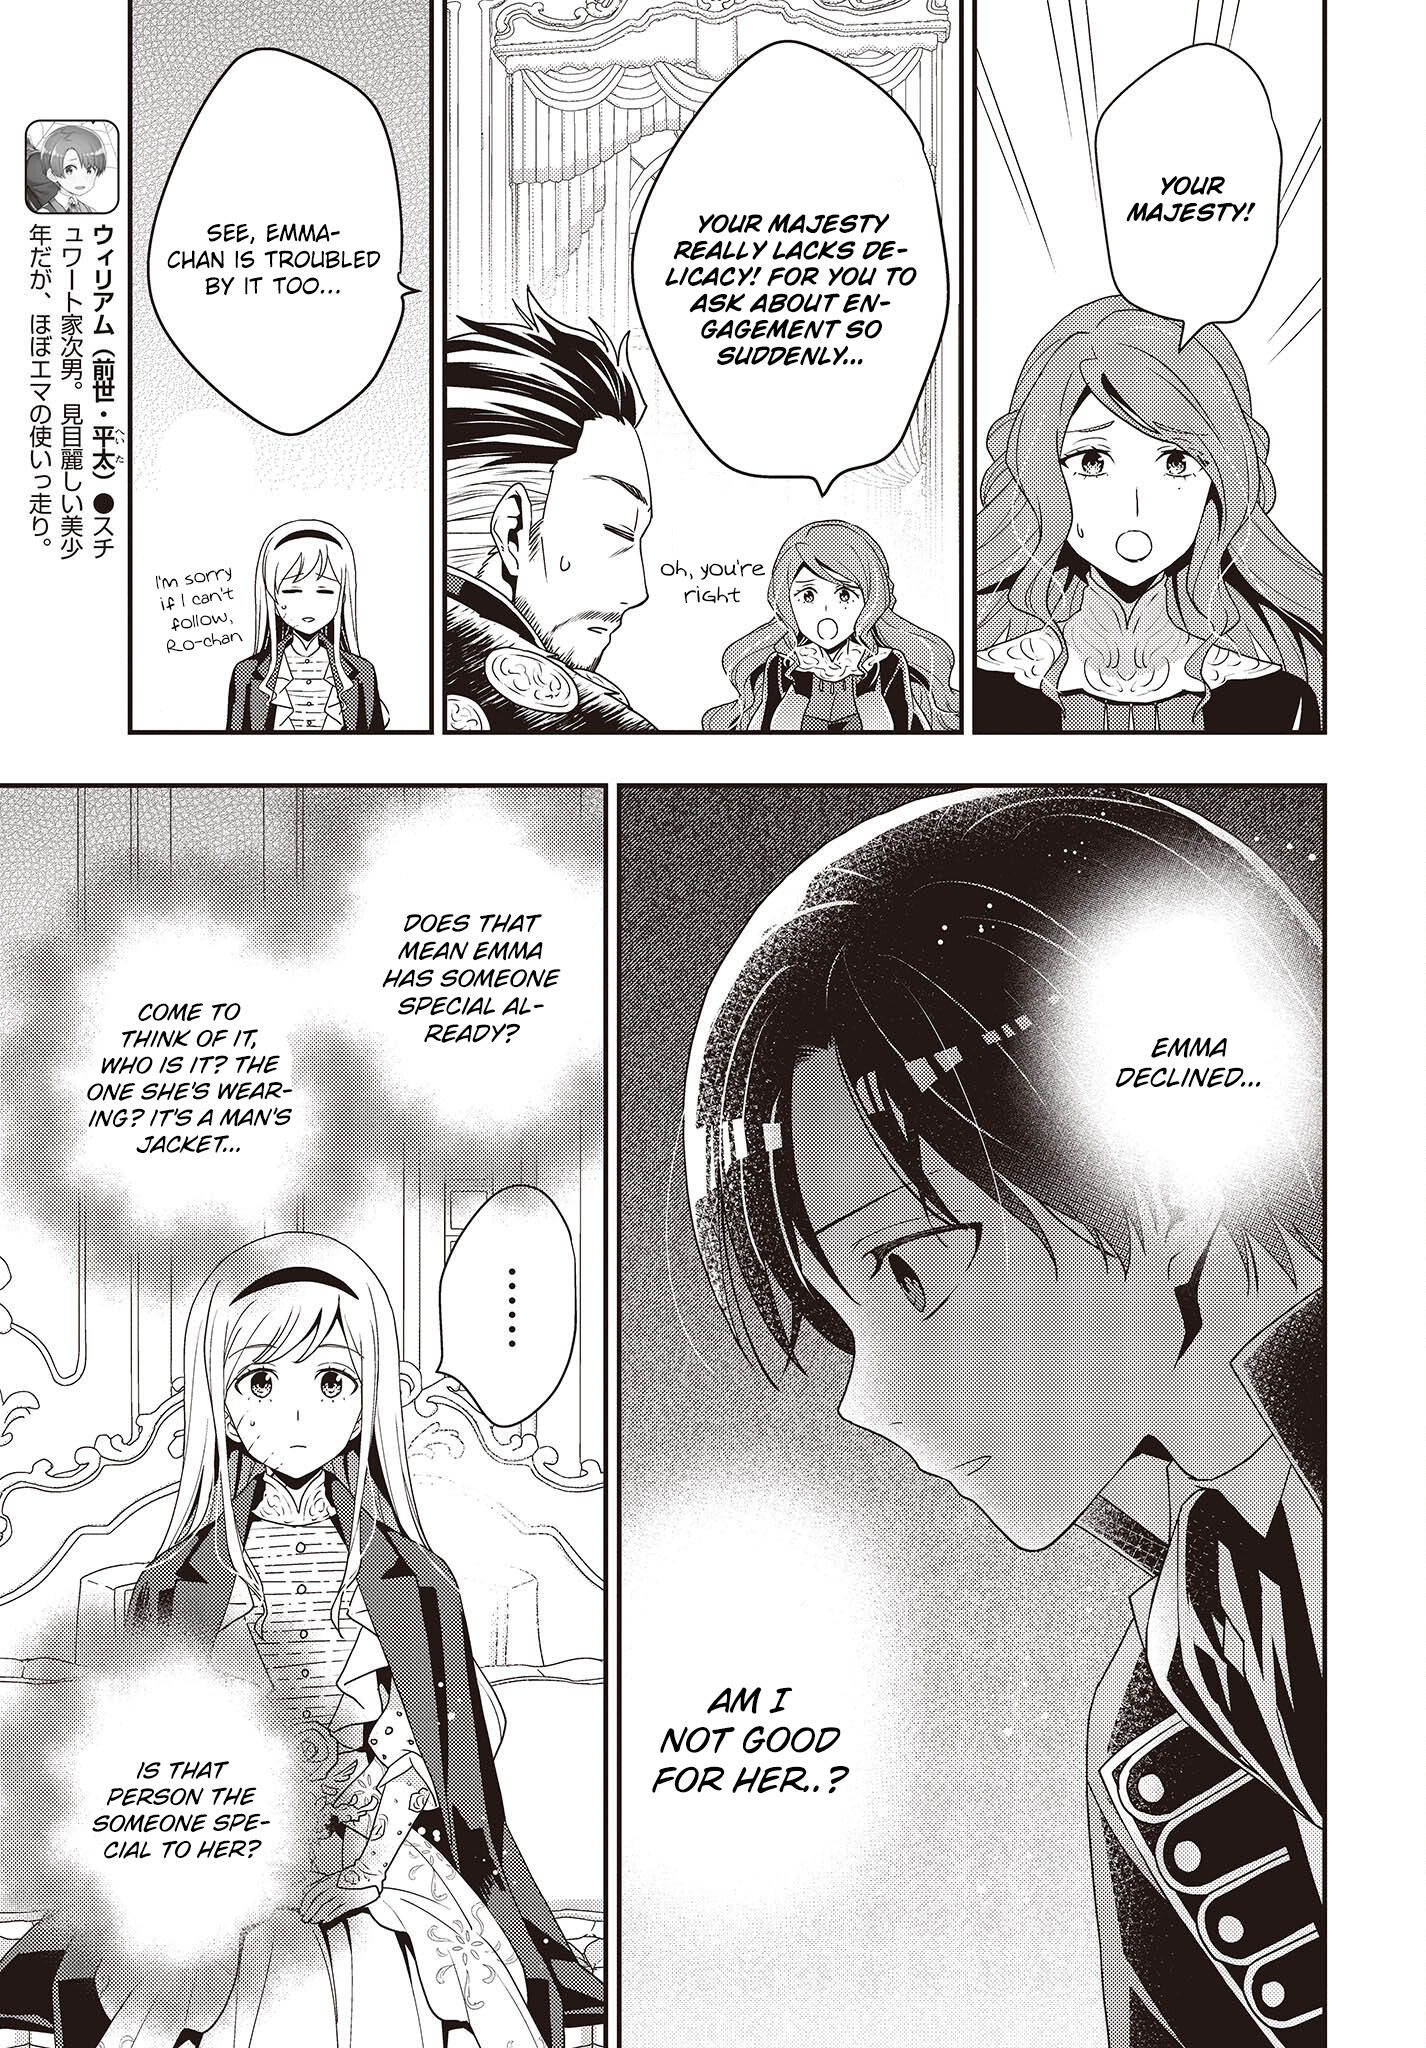 YOUR
MAJESTY!
YOUR MAJESTY
REALLY LACKS DE-
LICACY! FOR YOU TO
ASK ABOUT EN-
GAGEMENT SO
SUDDENLY...
Oh, you're
right
SEE, EMMA-
CHAN IS TROUBLED
BY IT TOO...
I'm sorry
if I can't
follow,
Ro-chan
ウィリアム（前世・平太）●スチ
へいた
ュワート家次男。見目麗しい美少
年だが、ほぼエマの使いっ走り。
EMMA
DECLINED...
AM I
NOT GOOD
FOR HER..?
DOES THAT
MEAN EMMA
HAS SOMEONE
SPECIAL AL-
READY?
COME TO
THINK OF IT,
WHO IS IT? THE
ONE SHE'S WEAR-
ING? IT'S A MAN'S
JACKET...
.......
IS THAT
PERSON THE
SOMEONE SPE-
CIAL TO HER?